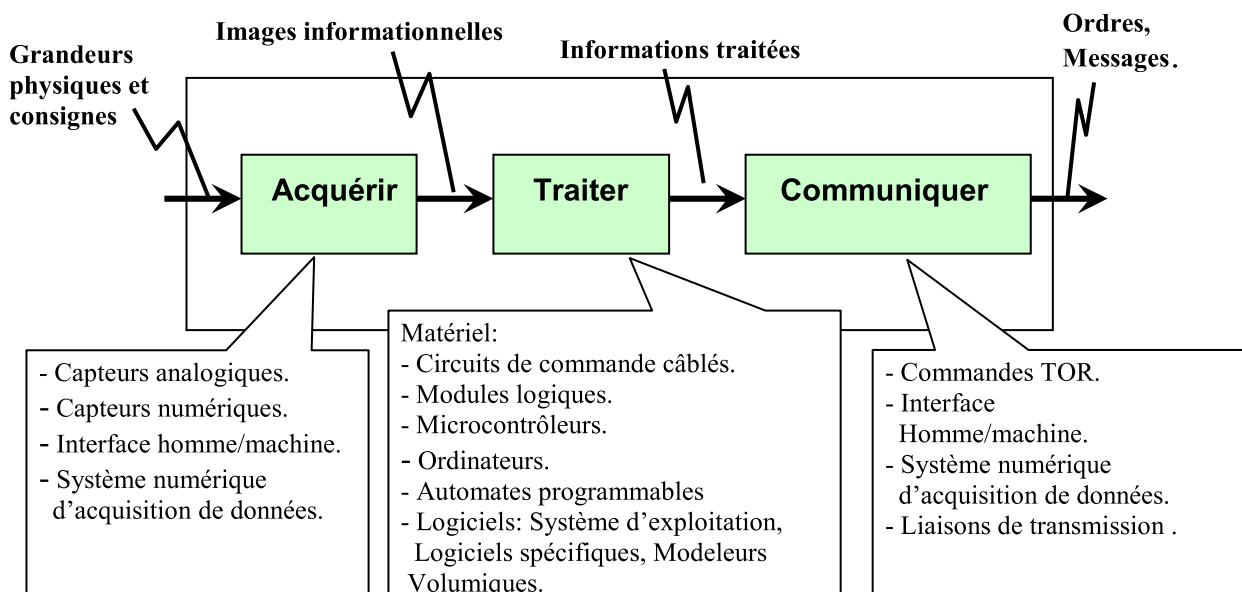 Grandeurs
physiques et
consignes
Images informationnelles
Informations traitées
Ordres,
Messages.
Acquérir
Traiter
Communiquer
- Capteurs analogiques.
- Capteurs numériques.
- Interface homme/machine.
- Système numérique
d’acquisition de données.
Matériel:
- Circuits de commande câblés.
- Modules logiques.
- Microcontrôleurs.
- Ordinateurs.
- Automates programmables
- Logiciels: Système d’exploitation,
Logiciels spécifiques, Modeleurs
Volumiques.
- Commandes TOR.
- Interface
Homme/machine.
- Système numérique
d’acquisition de données.
- Liaisons de transmission .